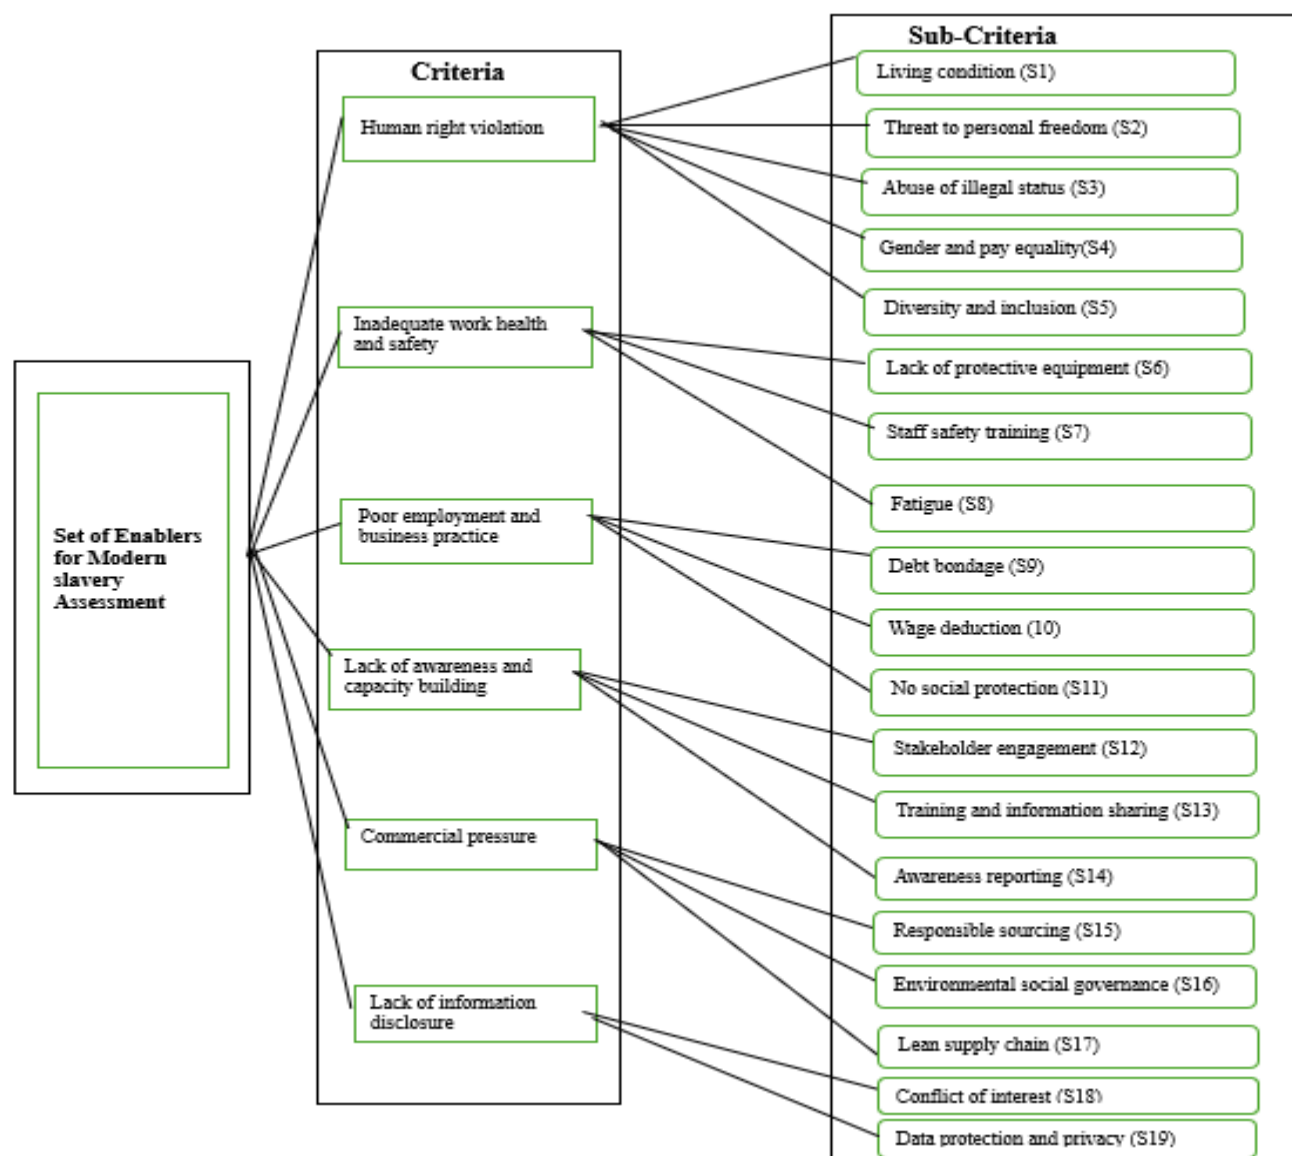 Set of Enablers
for Modern
slavery
Assessment
Criteria
Human right violation
Inadequate work health
and safety
Poor employment and
business practice
Lack of awareness and
capacity building
Commercial pressure
Lack of information
disclosure
Sub-Criteria
Living condition (S1)
Threat to personal freedom (S2)
Abuse of illegal status (S3)
Gender and pay equality(S4)
Diversity and inclusion (S5)
Lack of protective equipment (S6)
Staff safety training (S7)
Fatigue (S8)
Debt bondage (S9)
Wage deduction (10)
No social protection (S11)
Stakeholder engagement (S12)
Training and information sharing (S13)
Awareness reporting (S14)
Responsible sourcing (S15)
Environmental social governance (S16)
Lean supply chain (S17)
Conflict of interest (S18)
Data protection and privacy (S19)